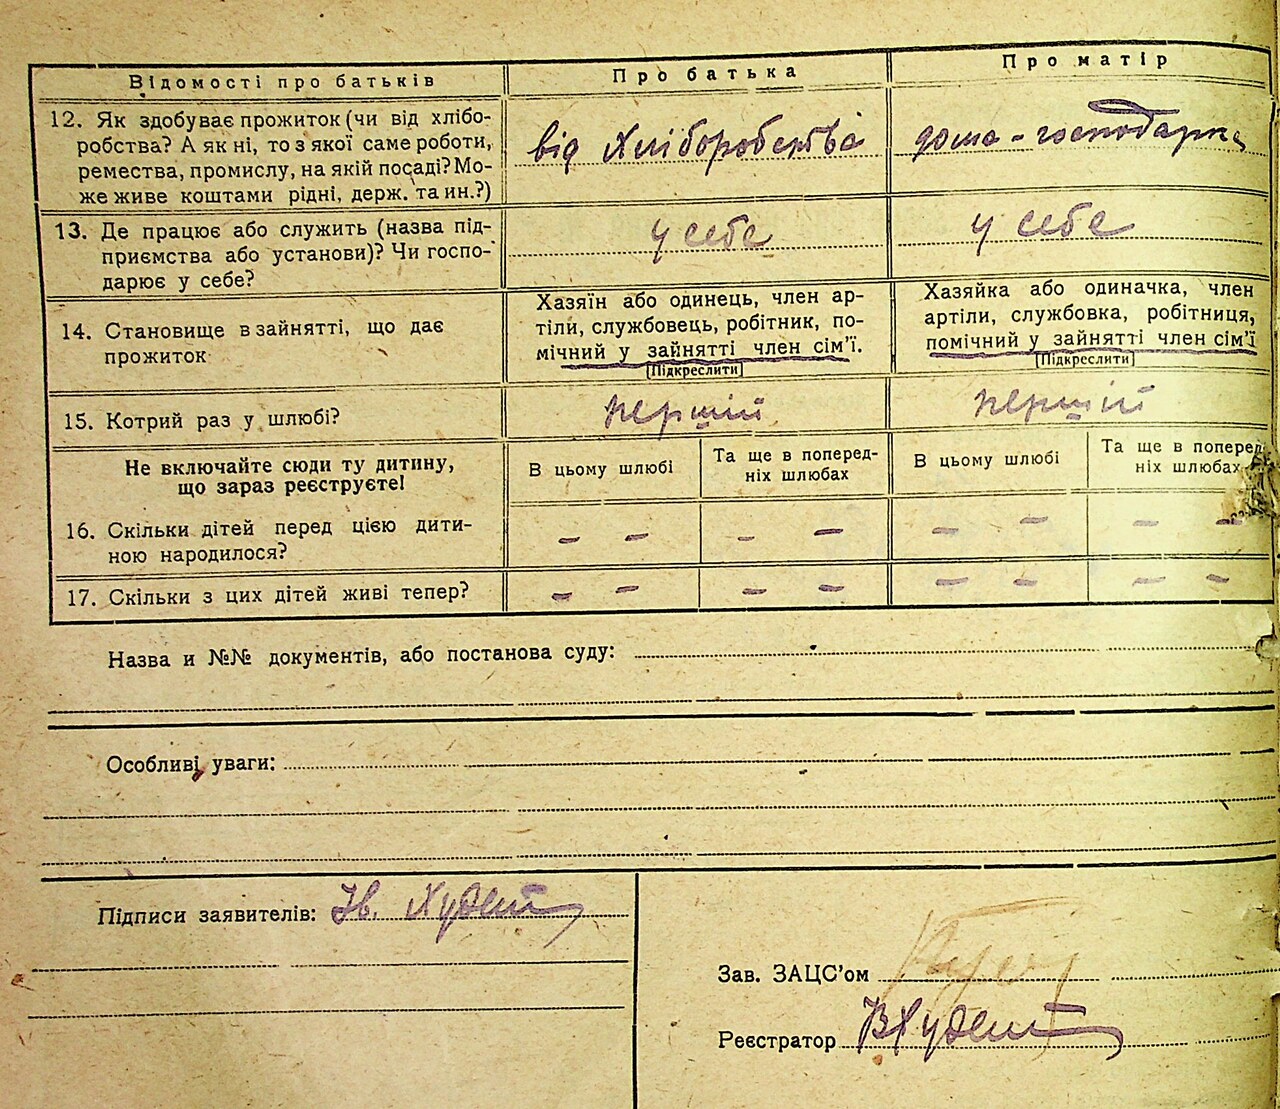 Відомості про батьків
Про батька
Про матір
12. Як здобуває прожиток (чи від хлібо-
робства? А як ні, то з якої саме роботи,
ремества, промислу, на якій посаді? Мо-
же живе коштами рідні, держ. та ин.?)
від Хліборобства
дома-господарка
13. Де працює або служить (назва під-
приємства або установи)? Чи госпо-
дарює у себе?
у себе
у себе
14. Становище в зайнятті, що дає
прожиток
Хазяїн або одинець, член ар-
тіли, службовець, робітник, по-
мічний у зайнятті член сім'ї.
[Підкреслити]
Хазяйка або одиначка, член
артіли, службовка, робітниця,
помічний у зайнятті член сім'ї
[Підкреслити]
15. Котрий раз у шлюбі?
перший
перший
Не включайте сюди ту дитину,
що зараз реєструєте!
В цьому шлюбі
Та ще в поперед-
ніх шлюбах
В цьому шлюбі
Та ще в поперед
ніх шлюбах
16. Скільки дітей перед цією дити-
ною народилося?
– –
– –
– –
– –
17. Скільки з цих дітей живі тепер?
– –
– –
– –
– –
Назва и №№ документів, або постанова суду:
Особливі уваги:
Підписи заявителів: Ів.
Зав. ЗАЦС'ом
Реєстратор